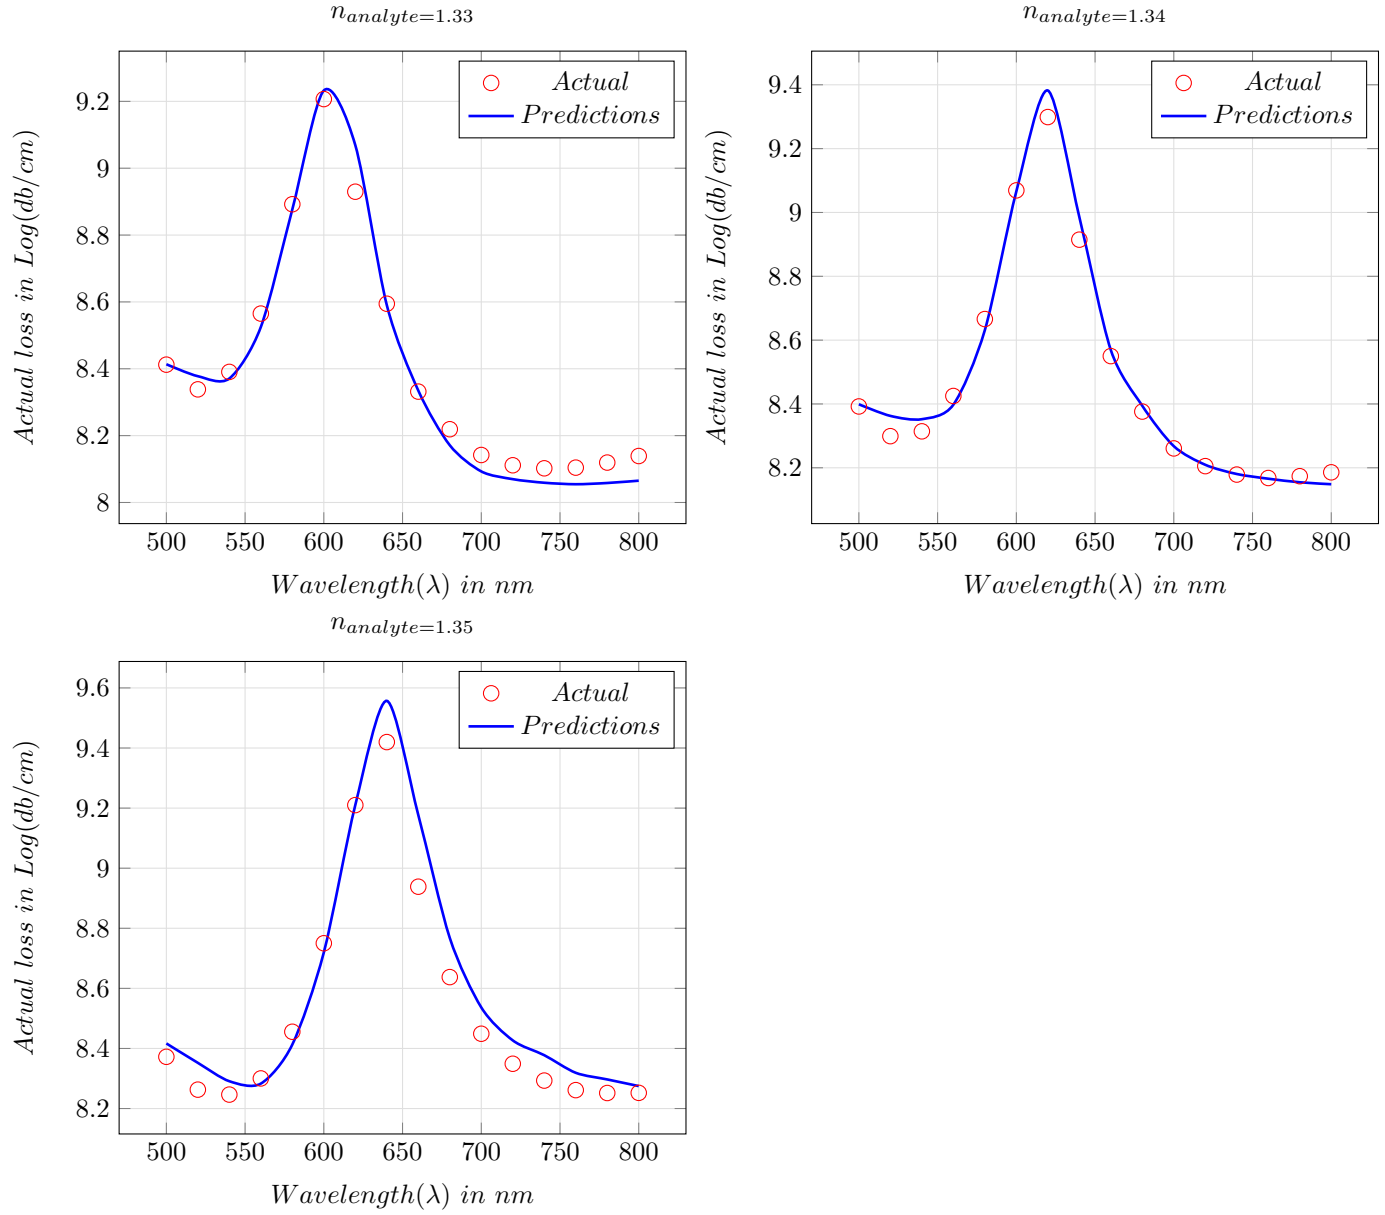 n_{analyte=1.33}
Actual loss in Log(db/cm)
9.2
9
8.8
8.6
8.4
8.2
8
Actual
Predictions
500 550 600 650 700 750 800
Wavelength(λ) in nm
n_{analyte=1.34}
Actual loss in Log(db/cm)
9.4
9.2
9
8.8
8.6
8.4
8.2
Actual
Predictions
500 550 600 650 700 750 800
Wavelength(λ) in nm
n_{analyte=1.35}
Actual loss in Log(db/cm)
9.6
9.4
9.2
9
8.8
8.6
8.4
8.2
Actual
Predictions
500 550 600 650 700 750 800
Wavelength(λ) in nm